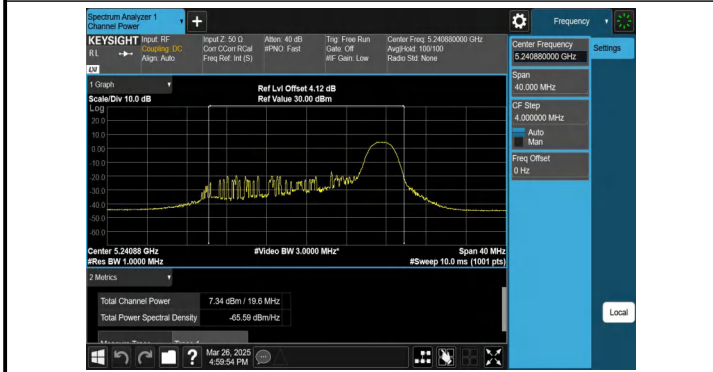 Spectrum Analyzer 1
Channel Power
Frequency
KEYSIGHT
RL
LXI
Input: RF
Coupling: DC
Align: Auto
Input Z: 50 Ω
Corr CCorr RCal
Freq Ref: Int (S)
Atten: 40 dB
#PNO: Fast
Trig: Free Run
Gate: Off
#IF Gain: Low
Center Freq: 5.240880000 GHz
Avg|Hold: 100/100
Radio Std: None
Center Frequency
5.240880000 GHz
Settings
Span
40.000 MHz
CF Step
4.000000 MHz
Auto
Man
Freq Offset
0 Hz
1 Graph
Scale/Div 10.0 dB
Ref Lvl Offset 4.12 dB
Ref Value 30.00 dBm
Log
20.0
10.0
0.00
-10.0
-20.0
-30.0
-40.0
-50.0
-60.0
Center 5.24088 GHz
#Video BW 3.0000 MHz*
Span 40 MHz
#Res BW 1.0000 MHz
#Sweep 10.0 ms (1001 pts)
2 Metrics
Total Channel Power 7.34 dBm / 19.6 MHz
Total Power Spectral Density -65.59 dBm/Hz
Local
?
Mar 26, 2025
4:59:54 PM